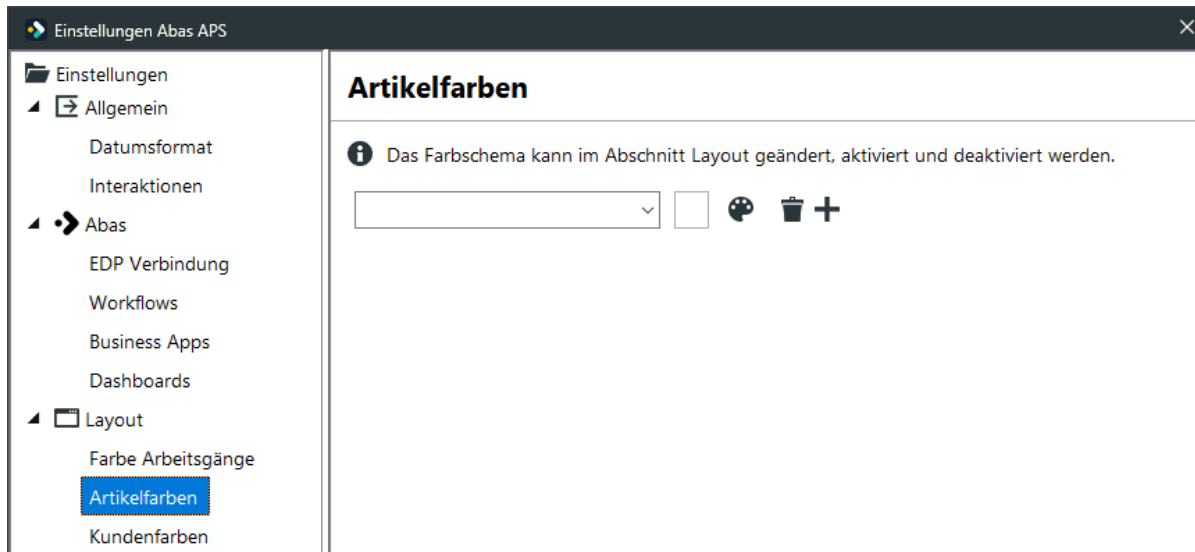 Einstellungen Abas APS
Einstellungen
Allgemein
Datumsformat
Interaktionen
Abas
EDP Verbindung
Workflows
Business Apps
Dashboards
Layout
Farbe Arbeitsgänge
Artikelfarben
Kundenfarben
Artikelfarben
Das Farbschema kann im Abschnitt Layout geändert, aktiviert und deaktiviert werden.